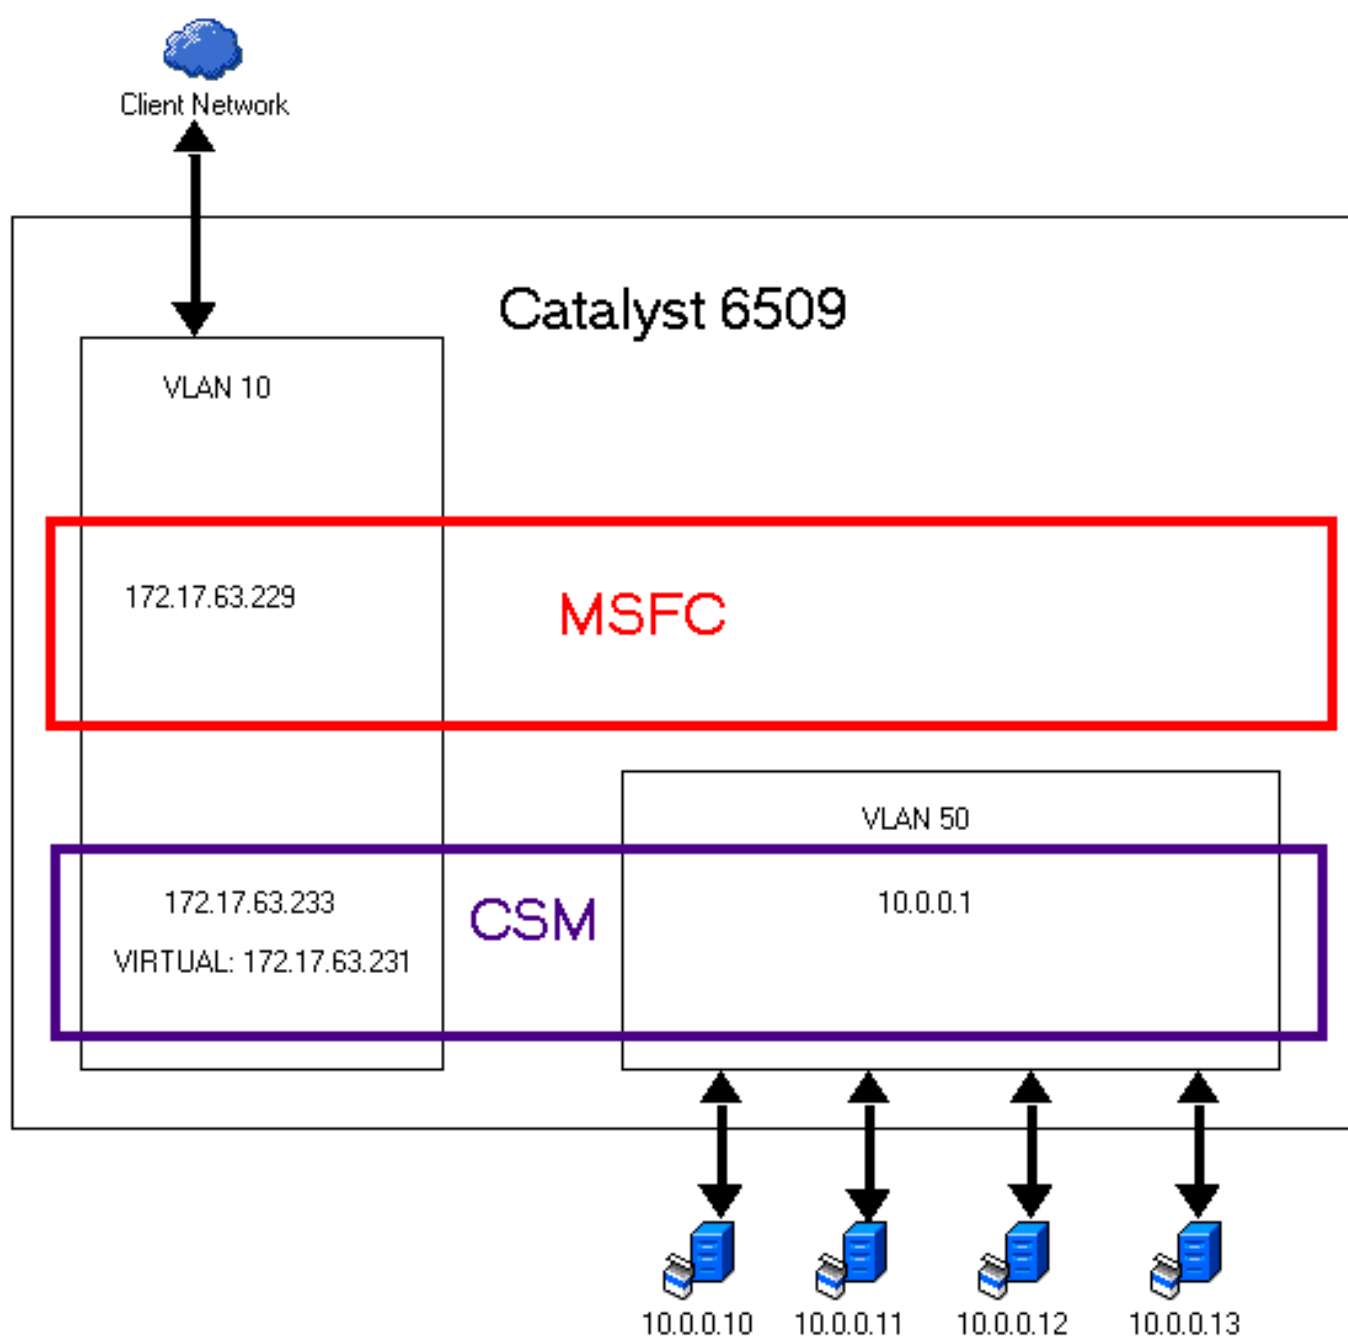 Client Network
Catalyst 6509
VLAN 10
172.17.63.229
MSFC
VLAN 50
172.17.63.233
CSM
10.0.0.1
VIRTUAL: 172.17.63.231
10.0.0.10
10.0.0.11
10.0.0.12
10.0.0.13